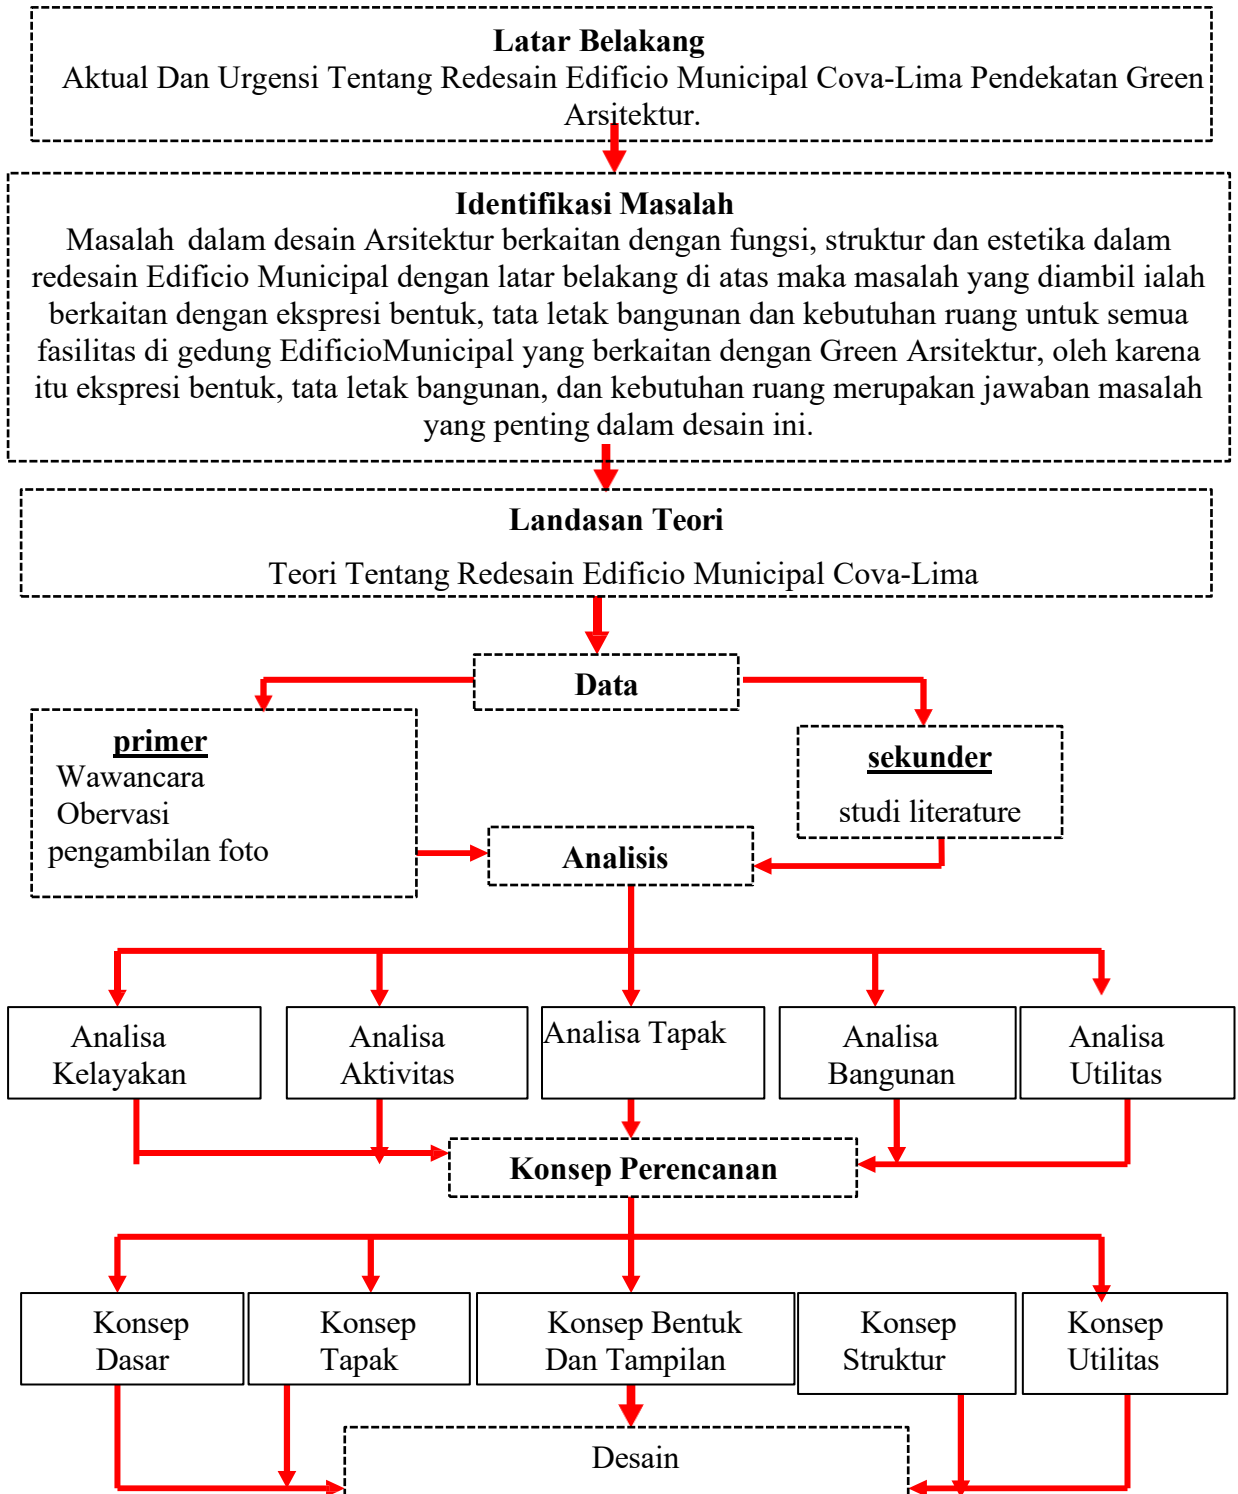 Latar Belakang
Aktual Dan Urgensi Tentang Redesain Edificio Municipal Cova-Lima Pendekatan Green
Arsitektur.
Identifikasi Masalah
Masalah dalam desain Arsitektur berkaitan dengan fungsi, struktur dan estetika dalam
redesain Edificio Municipal dengan latar belakang di atas maka masalah yang diambil ialah
berkaitan dengan ekspresi bentuk, tata letak bangunan dan kebutuhan ruang untuk semua
fasilitas di gedung EdificioMunicipal yang berkaitan dengan Green Arsitektur, oleh karena
itu ekspresi bentuk, tata letak bangunan, dan kebutuhan ruang merupakan jawaban masalah
yang penting dalam desain ini.
Landasan Teori
Teori Tentang Redesain Edificio Municipal Cova-Lima
Data
primer
Wawancara
Obervasi
pengambilan foto
sekunder
studi literature
Analisis
Analisa
Kelayakan
Analisa
Aktivitas
Analisa Tapak
Analisa
Bangunan
Analisa
Utilitas
Konsep Perencanan
Konsep
Dasar
Konsep
Tapak
Konsep Bentuk
Dan Tampilan
Konsep
Struktur
Konsep
Utilitas
Desain